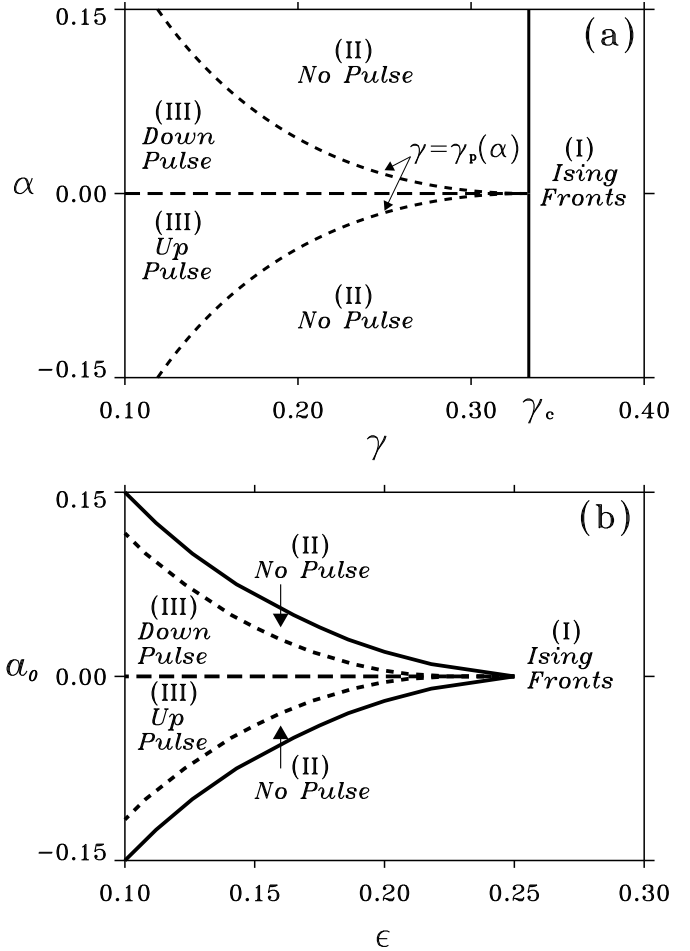 0.15
(a)
(II)
No Pulse
(III)
Down
Pulse
γ=γₚ(α)
(I)
Ising
Fronts
α
0.00
(III)
Up
Pulse
(II)
No Pulse
−0.15
0.10
0.20
0.30
γc
0.40
γ
0.15
(b)
(II)
No Pulse
(III)
Down
Pulse
(I)
Ising
Fronts
a₀
0.00
(III)
Up
Pulse
(II)
No Pulse
−0.15
0.10
0.15
0.20
0.25
0.30
ϵ